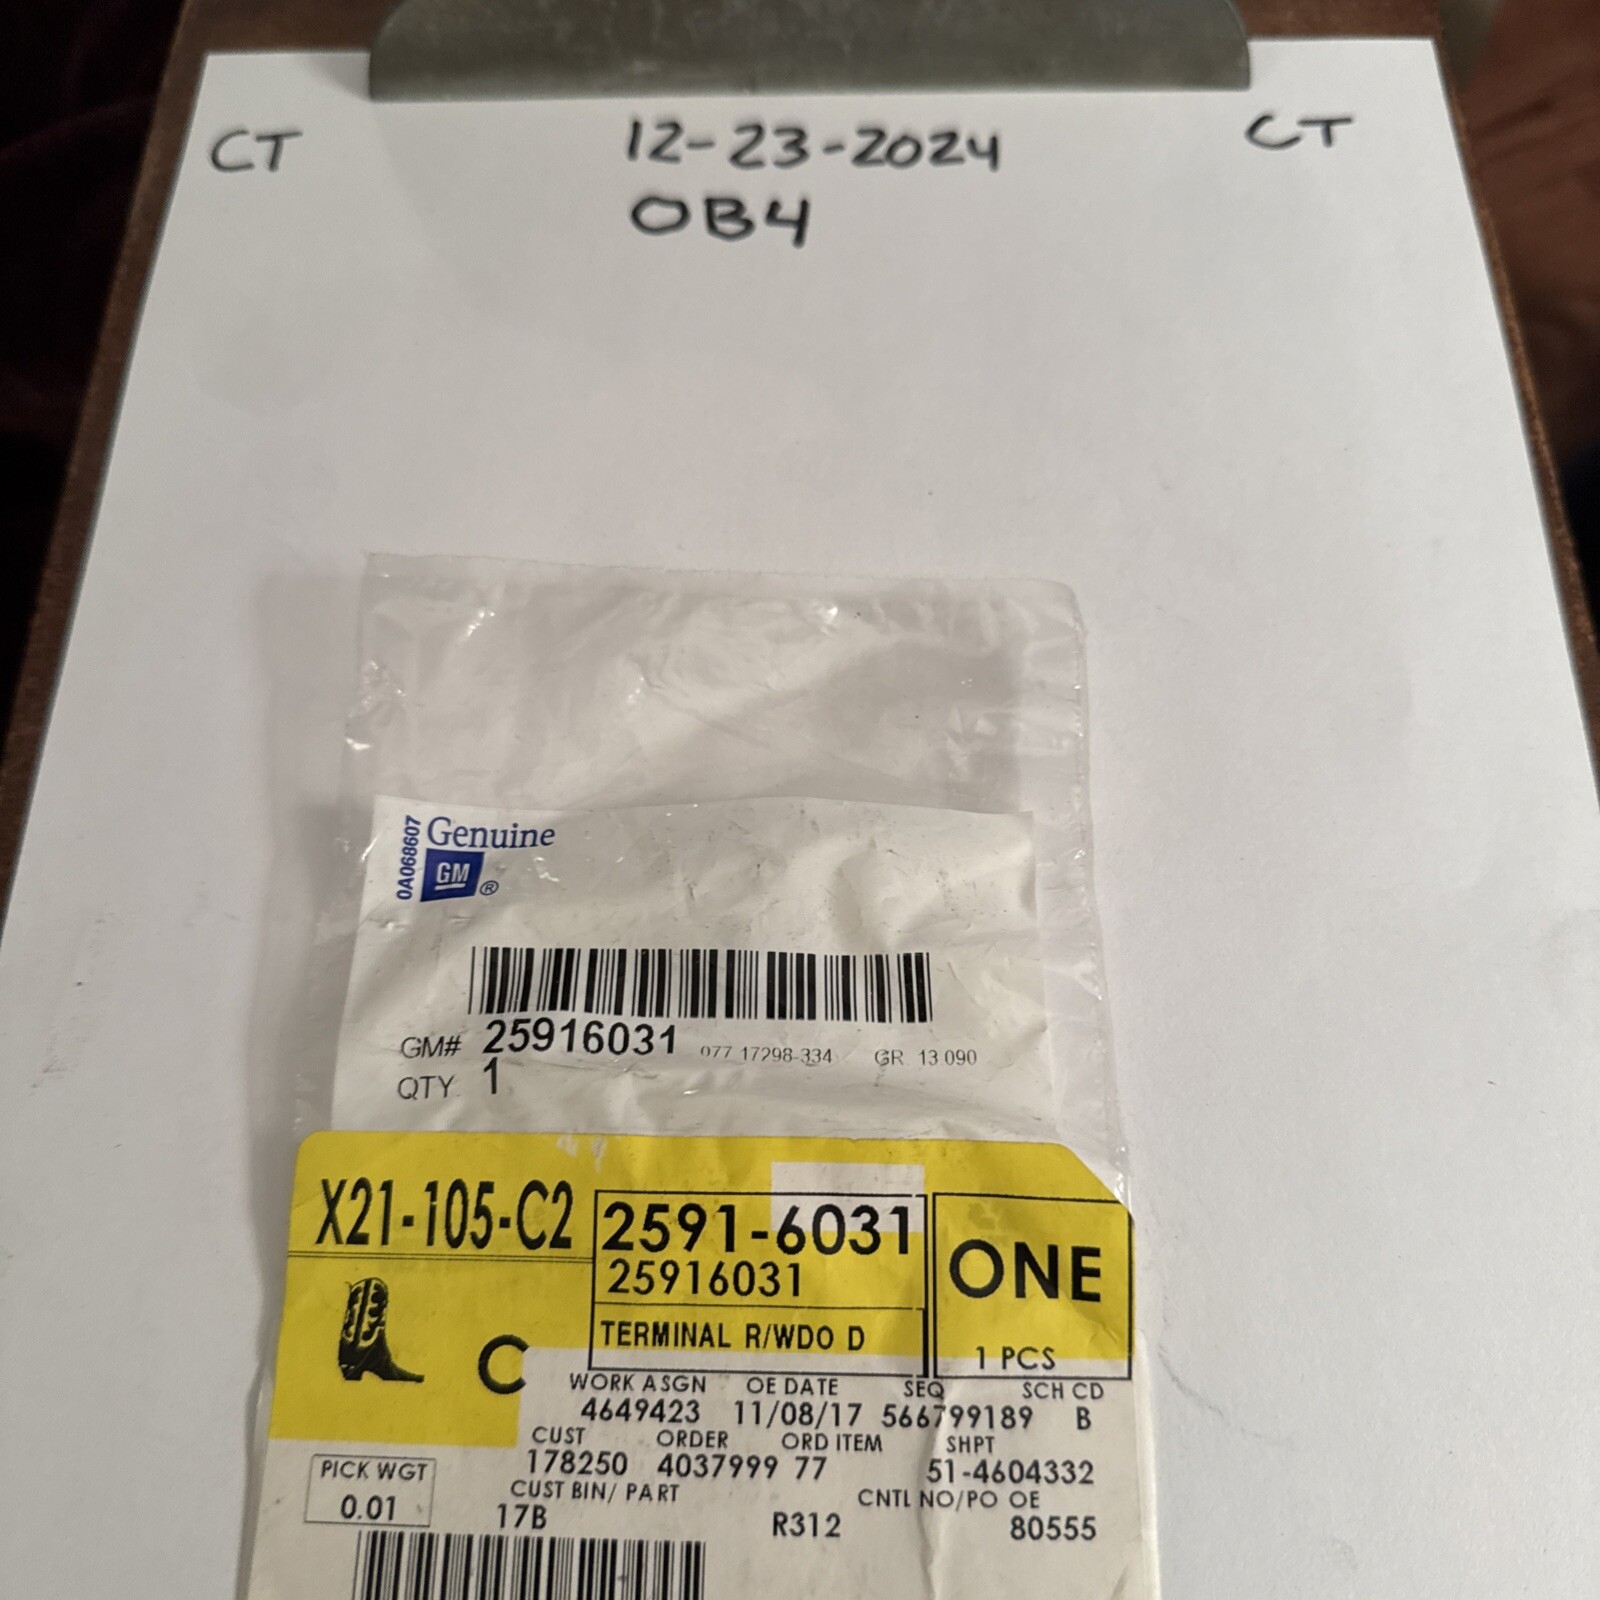 CT 12-23-2024 CT
OB4
0A068607
Genuine
GM ®
GM# 25916031 077 17298-334 GR 13 090
QTY 1
X21-105-C2 2591-6031 ONE
25916031
TERMINAL R/WDO D 1 PCS
C
WORK ASGN OE DATE SEQ SCH CD
4649423 11/08/17 566799189 B
CUST ORDER ORD ITEM SHPT
178250 4037999 77 51-4604332
PICK WGT CUST BIN/ PART CNTL NO/PO OE
0.01 17B R312 80555